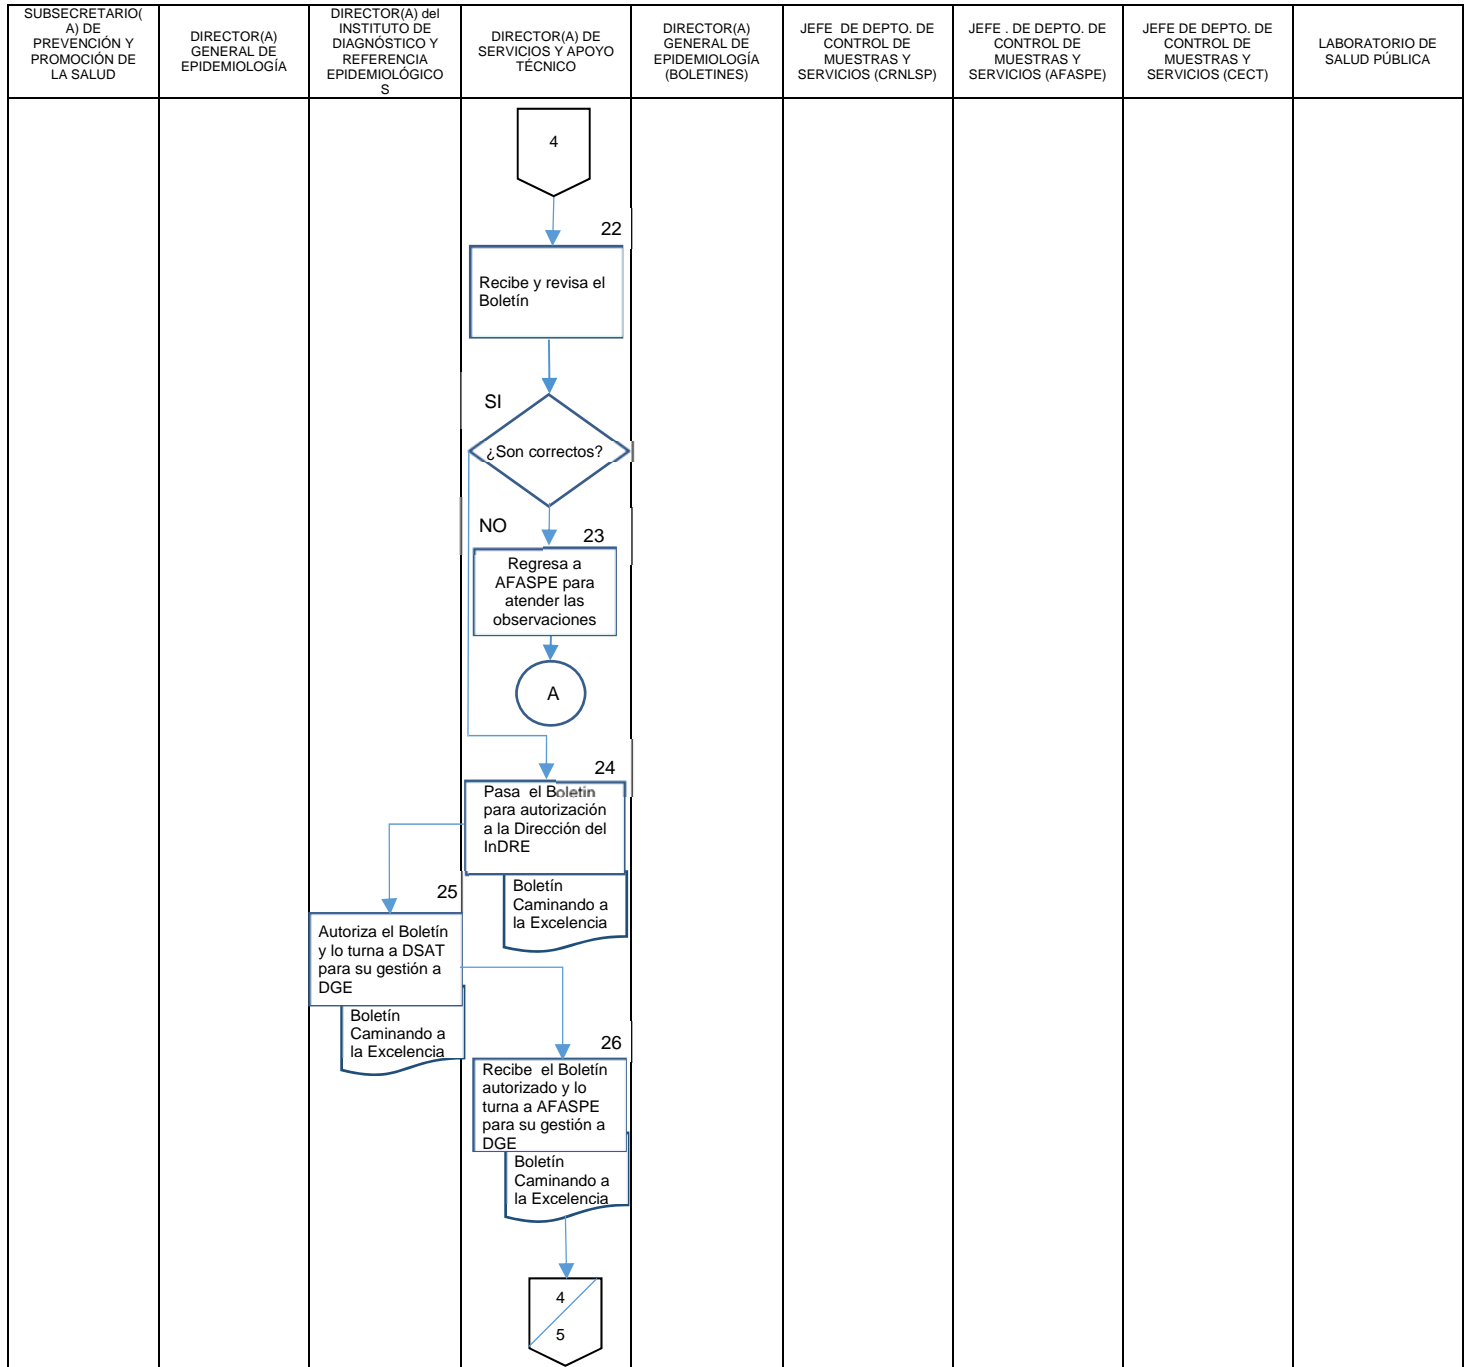 SUBSECRETARIO(
A) DE
PREVENCIÓN Y
PROMOCIÓN DE
LA SALUD
DIRECTOR(A)
GENERAL DE
EPIDEMIOLOGÍA
DIRECTOR(A) del
INSTITUTO DE
DIAGNÓSTICO Y
REFERENCIA
EPIDEMIOLÓGICO
S
DIRECTOR(A) DE
SERVICIOS Y APOYO
TÉCNICO
DIRECTOR(A)
GENERAL DE
EPIDEMIOLOGÍA
(BOLETINES)
JEFE DE DEPTO. DE
CONTROL DE
MUESTRAS Y
SERVICIOS (CRNLSP)
JEFE . DE DEPTO. DE
CONTROL DE
MUESTRAS Y
SERVICIOS (AFASPE)
JEFE DE DEPTO. DE
CONTROL DE
MUESTRAS Y
SERVICIOS (CECT)
LABORATORIO DE
SALUD PÚBLICA
4
22
Recibe y revisa el
Boletín
SI
¿Son correctos?
NO
23
Regresa a
AFASPE para
atender las
observaciones
A
24
Pasa el Boletin
para autorización
a la Dirección del
InDRE
Boletín
Caminando a
la Excelencia
25
Autoriza el Boletín
y lo turna a DSAT
para su gestión a
DGE
Boletín
Caminando a
la Excelencia
26
Recibe el Boletín
autorizado y lo
turna a AFASPE
para su gestión a
DGE
Boletín
Caminando a
la Excelencia
4
5